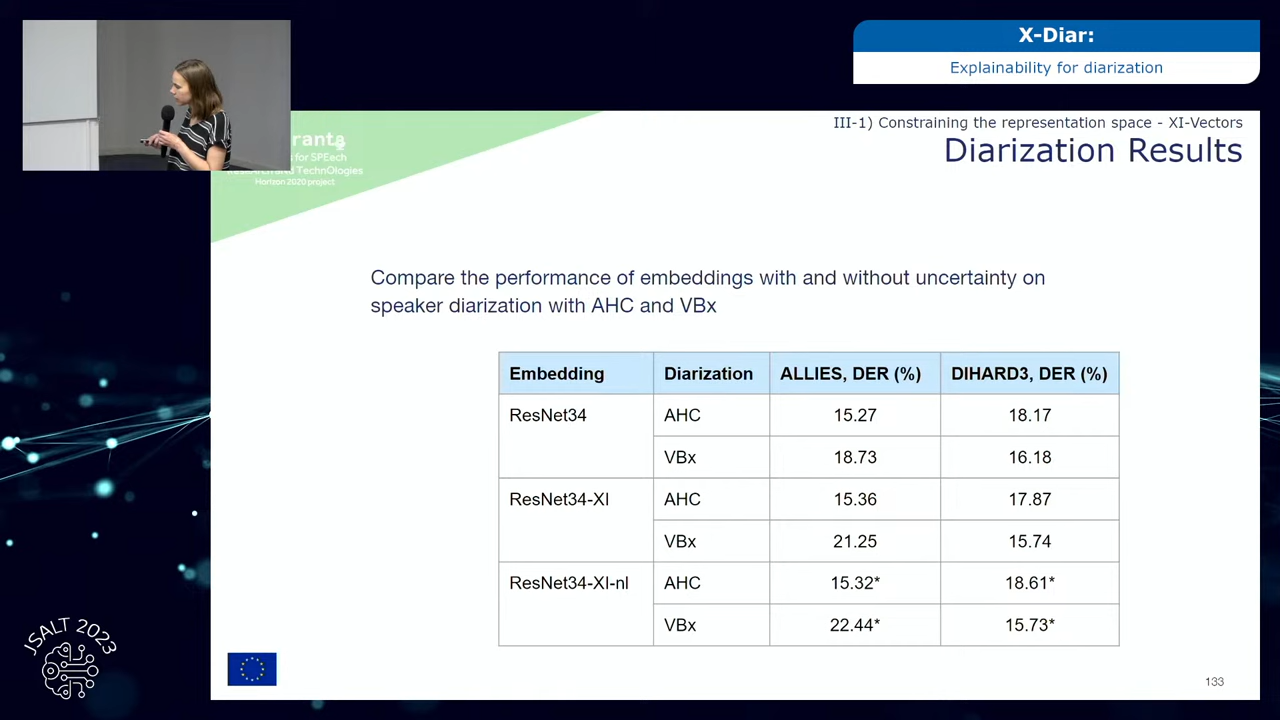 X-Diar:
Explainability for diarization
III-1) Constraining the representation space - XI-Vectors
Diarization Results
for SPEech
TechnOlogies
Horizon 2020 project
Compare the performance of embeddings with and without uncertainty on
speaker diarization with AHC and VBx
Embedding Diarization ALLIES, DER (%) DIHARD3, DER (%)
ResNet34 AHC 15.27 18.17
VBx 18.73 16.18
ResNet34-XI AHC 15.36 17.87
VBx 21.25 15.74
ResNet34-XI-nl AHC 15.32* 18.61*
VBx 22.44* 15.73*
JSALT 2023
133